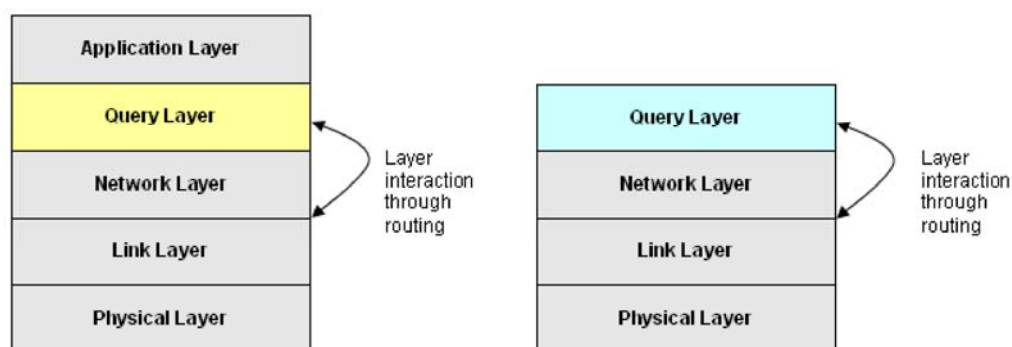 Application Layer
Query Layer
Network Layer
Link Layer
Physical Layer
Layer
interaction
through
routing
Query Layer
Network Layer
Link Layer
Physical Layer
Layer
interaction
through
routing